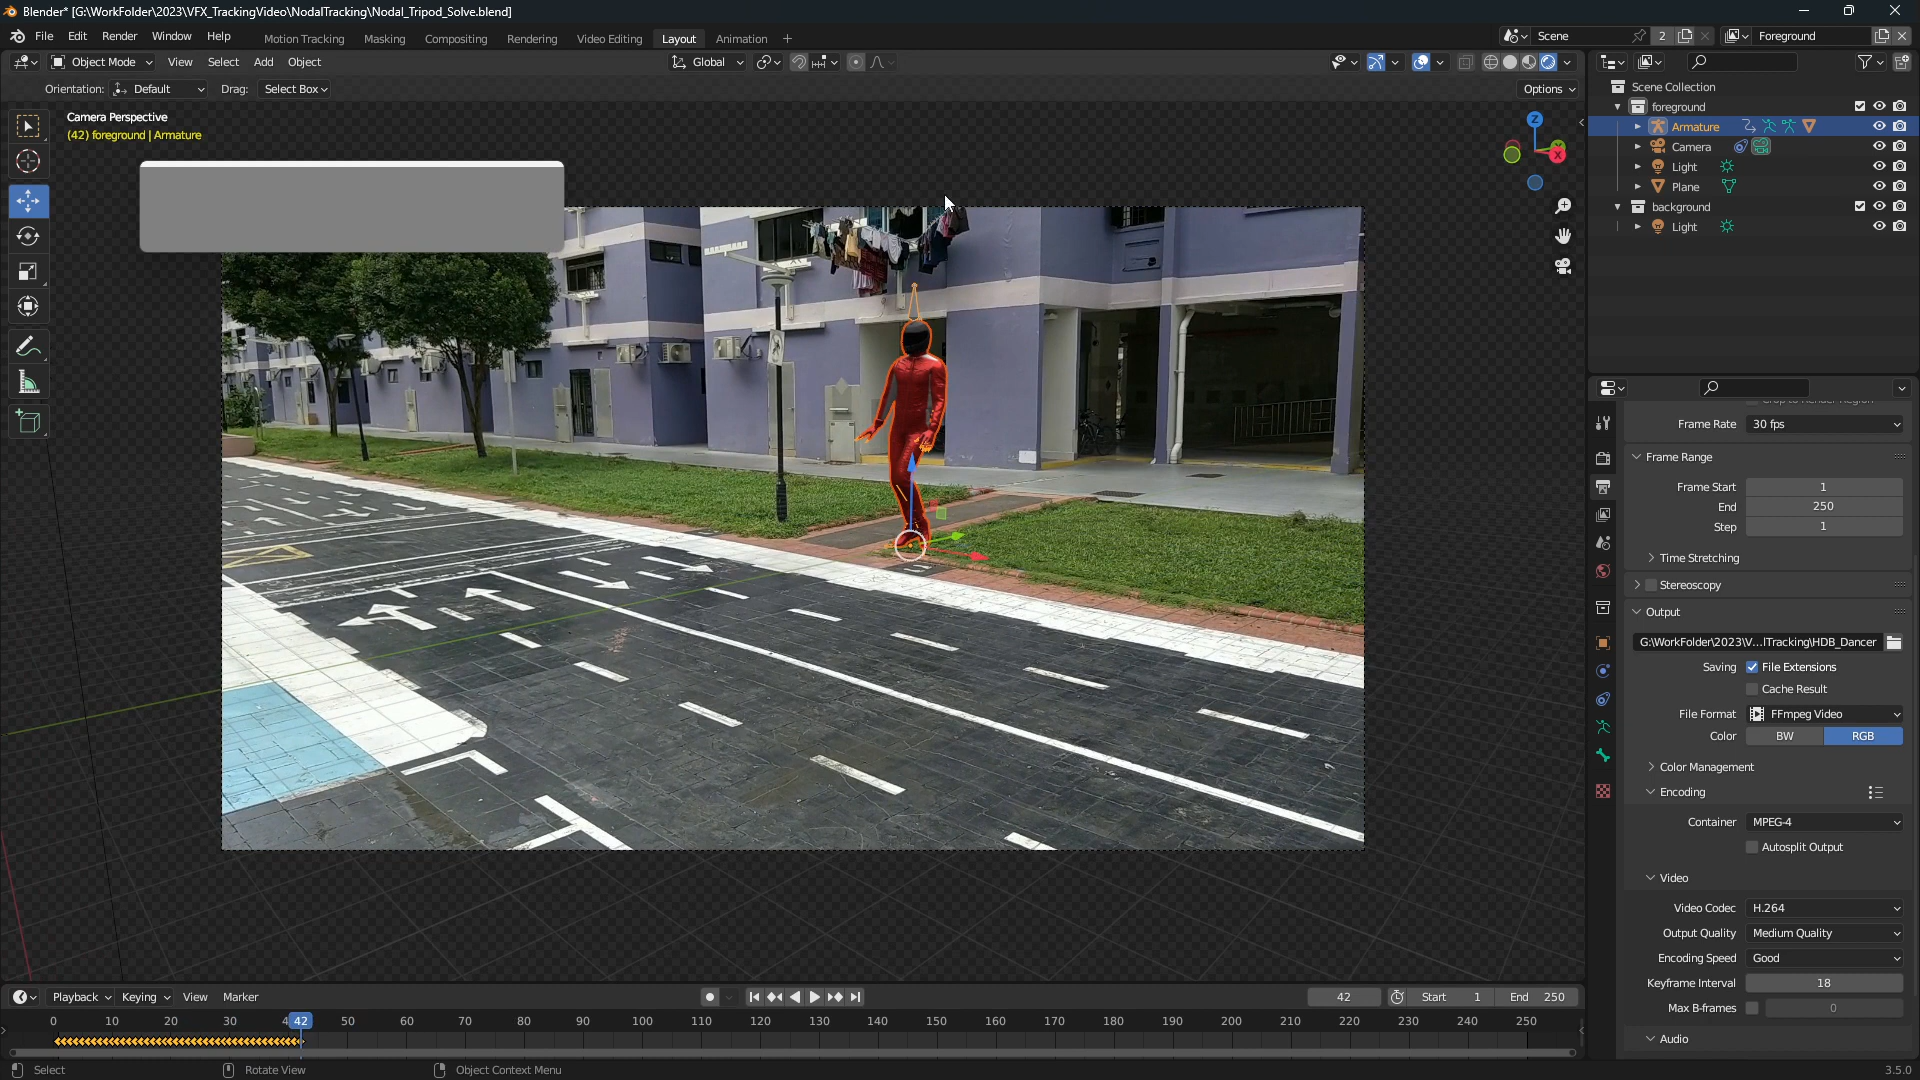 Blender* [G:\WorkFolder\2023\VFX_TrackingVideo\NodalTracking\Nodal_Tripod_Solve.blend]
File Edit Render Window Help Motion Tracking Masking Compositing Rendering Video Editing Layout Animation + Scene 2 Foreground
Object Mode View Select Add Object Global
Orientation: Default Drag: Select Box Options
Camera Perspective
(42) foreground | Armature
Z
X
Scene Collection
foreground
Armature
Camera
Light
Plane
background
Light
Frame Rate 30 fps
Frame Range
Frame Start 1
End 250
Step 1
Time Stretching
Stereoscopy
Output
G:\WorkFolder\2023\V...lTracking\HDB_Dancer
Saving File Extensions
Cache Result
File Format FFmpeg Video
Color BW RGB
Color Management
Encoding
Container MPEG-4
Autosplit Output
Video
Video Codec H.264
Output Quality Medium Quality
Encoding Speed Good
Keyframe Interval 18
Max B-frames 0
Audio
Playback Keying View Marker 42 Start 1 End 250
0 10 20 30 42 50 60 70 80 90 100 110 120 130 140 150 160 170 180 190 200 210 220 230 240 250
Select Rotate View Object Context Menu 3.5.0